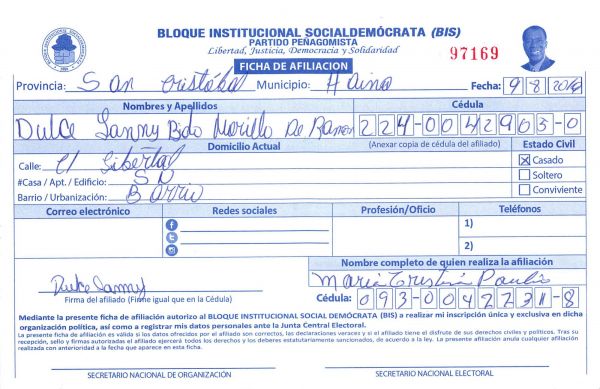 BLOQUE INSTITUCIONAL SOCIALDEMÓCRATA (BIS)
PARTIDO PEÑAGOMISTA
Libertad, Justicia, Democracia y Solidaridad
97169
FICHA DE AFILIACION
Provincia: San Cristóbal Municipio: Haina Fecha: 9 8 2016
Nombres y Apellidos Cédula
Dulce Lanny Bido Morillo De Ramon 224-0042903-0
Domicilio Actual (Anexar copia de cédula del afiliado) Estado Civil
Calle: El Libertad Casado
#Casa / Apt. / Edificio: SN Soltero
Barrio / Urbanización: Barrio Conviviente
Correo electrónico Redes sociales Profesión/Oficio Teléfonos
1)
2)
Nombre completo de quien realiza la afiliación
Dulce Lanny Maria Cristina Paulino
Firma del afiliado (Firme igual que en la Cédula) Cédula: 093-0042231-8
Mediante la presente ficha de afiliación autorizo al BLOQUE INSTITUCIONAL SOCIAL DEMÓCRATA (BIS) a realizar mi inscripción única y exclusiva en dicha
organización política, así como a registrar mis datos personales ante la Junta Central Electoral.
La presente ficha de afiliación es válida si los datos ofrecidos por el afiliado son correctos, las declaraciones veraces y si el afiliado tiene el disfrute de sus derechos civiles y políticos. Tras su
recepción, sello y firmas autorizadas el afiliado ejercerá todos los derechos y los deberes estatutariamente sancionados, de acuerdo a la ley. La presente afiliación anula cualquier afiliación
realizada con anterioridad a la fecha que aparece en esta ficha.
SECRETARIO NACIONAL DE ORGANIZACIÓN SECRETARIO NACIONAL ELECTORAL